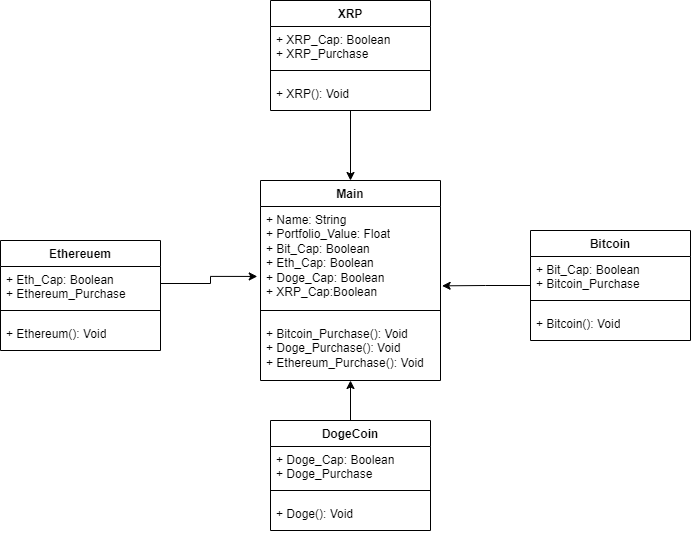 XRP
+ XRP_Cap: Boolean
+ XRP_Purchase
+ XRP(): Void
Main
+ Name: String
+ Portfolio_Value: Float
+ Bit_Cap: Boolean
+ Eth_Cap: Boolean
+ Doge_Cap: Boolean
+ XRP_Cap:Boolean
+ Bitcoin_Purchase(): Void
+ Doge_Purchase(): Void
+ Ethereum_Purchase(): Void
Ethereuem
+ Eth_Cap: Boolean
+ Ethereum_Purchase
+ Ethereum(): Void
Bitcoin
+ Bit_Cap: Boolean
+ Bitcoin_Purchase
+ Bitcoin(): Void
DogeCoin
+ Doge_Cap: Boolean
+ Doge_Purchase
+ Doge(): Void